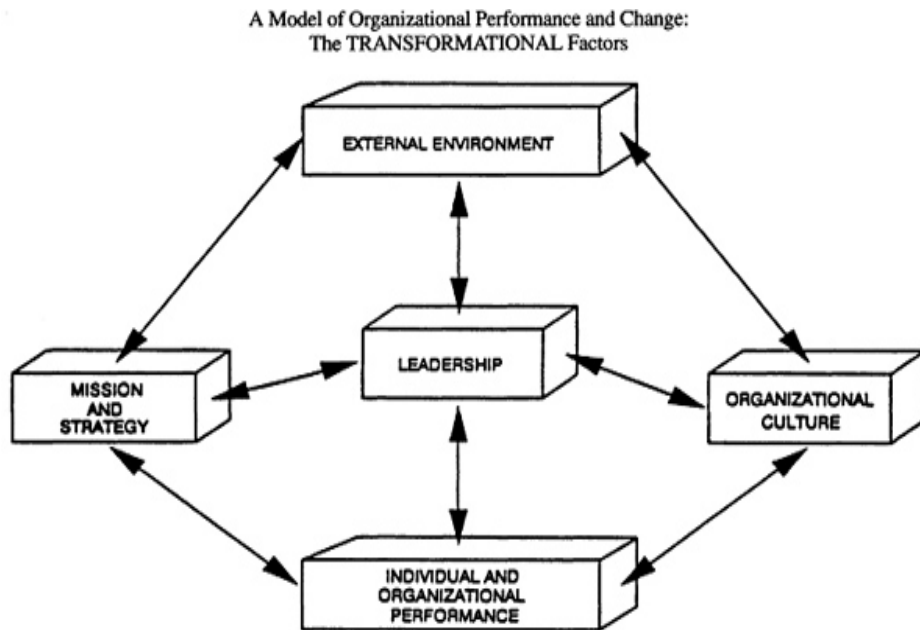 A Model of Organizational Performance and Change:
The TRANSFORMATIONAL Factors
EXTERNAL ENVIRONMENT
LEADERSHIP
MISSION
AND
STRATEGY
ORGANIZATIONAL
CULTURE
INDIVIDUAL AND
ORGANIZATIONAL
PERFORMANCE